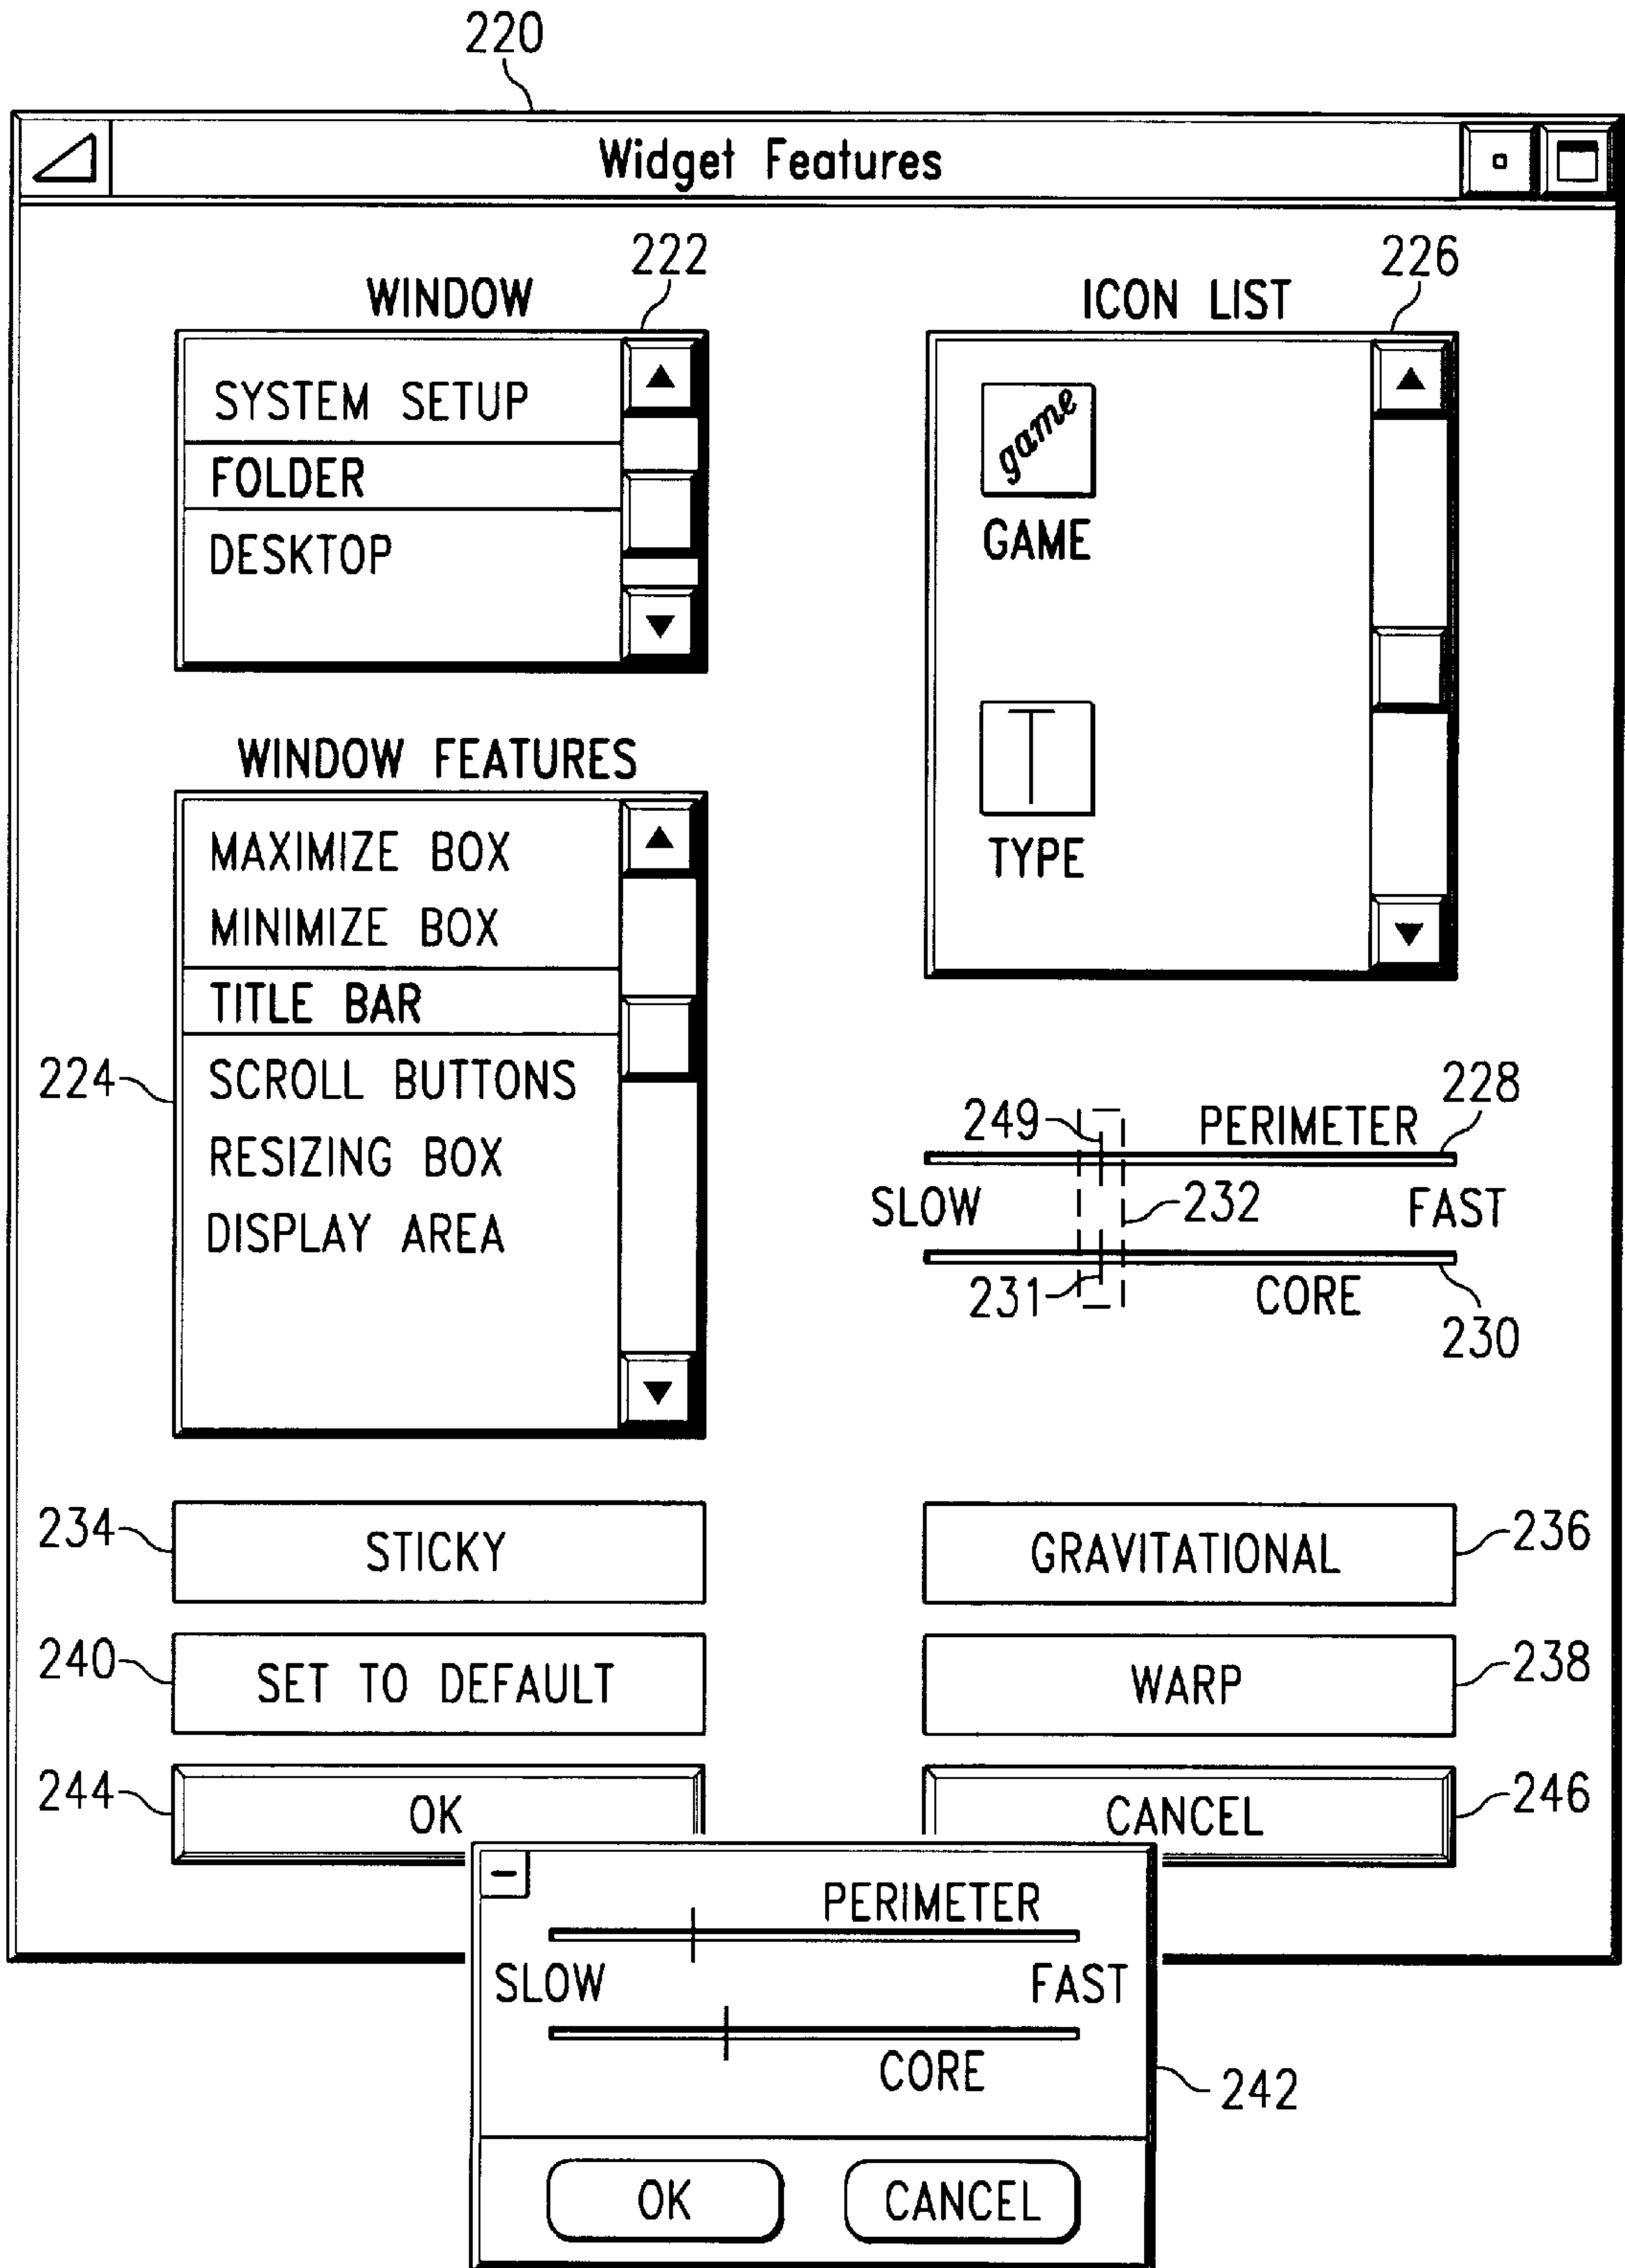 220
Widget Features
WINDOW
222
SYSTEM SETUP
FOLDER
DESKTOP
ICON LIST
226
game
GAME
T
TYPE
WINDOW FEATURES
MAXIMIZE BOX
MINIMIZE BOX
TITLE BAR
SCROLL BUTTONS
RESIZING BOX
DISPLAY AREA
224
249
PERIMETER
228
SLOW
232
FAST
231
CORE
230
234
STICKY
GRAVITATIONAL
236
240
SET TO DEFAULT
WARP
238
244
OK
CANCEL
246
PERIMETER
SLOW
FAST
CORE
242
OK
CANCEL